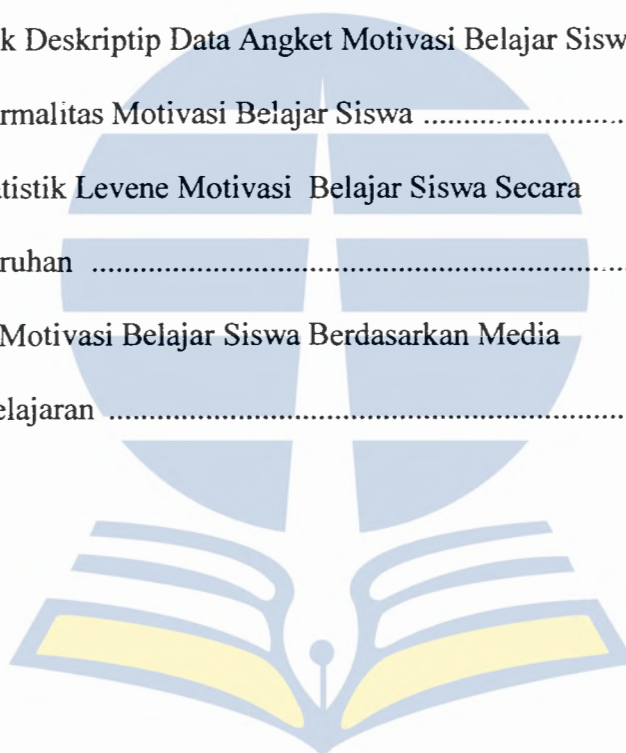 k Deskriptip Data Angket Motivasi Belajar Sisw
rmalitas Motivasi Belajar Siswa ..........................
tistik Levene Motivasi Belajar Siswa Secara
ruhan ......................................................................
Motivasi Belajar Siswa Berdasarkan Media
elajaran ...................................................................